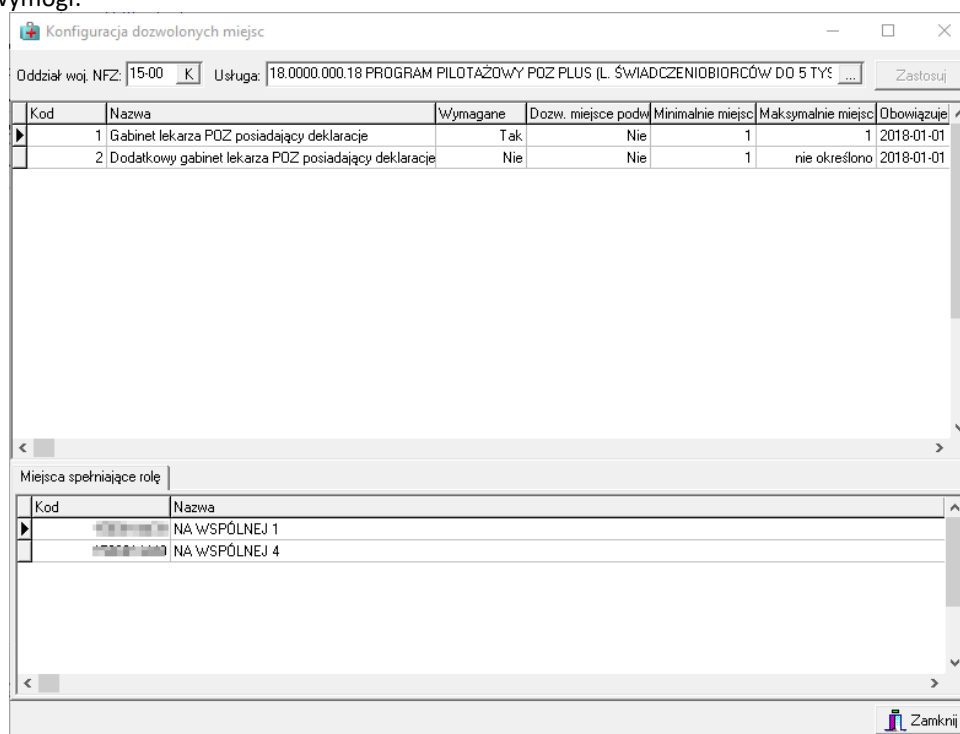 wymogi.
Konfiguracja dozwolonych miejsc
Oddział woj. NFZ: 15-00 K Usługa: 18.0000.000.18 PROGRAM PILOTAŻOWY POZ PLUS (L. ŚWIADCZENIOBIORCÓW DO 5 TYS ... Zastosuj
Kod Nazwa Wymagane Dozw. miejsce podw Minimalnie miejsc Maksymalnie miejsc Obowiązuje
1 Gabinet lekarza POZ posiadający deklaracje Tak Nie 1 1 2018-01-01
2 Dodatkowy gabinet lekarza POZ posiadający deklaracje Nie Nie 1 nie określono 2018-01-01
Miejsca spełniające rolę
Kod Nazwa
NA WSPÓLNEJ 1
NA WSPÓLNEJ 4
Zamknij